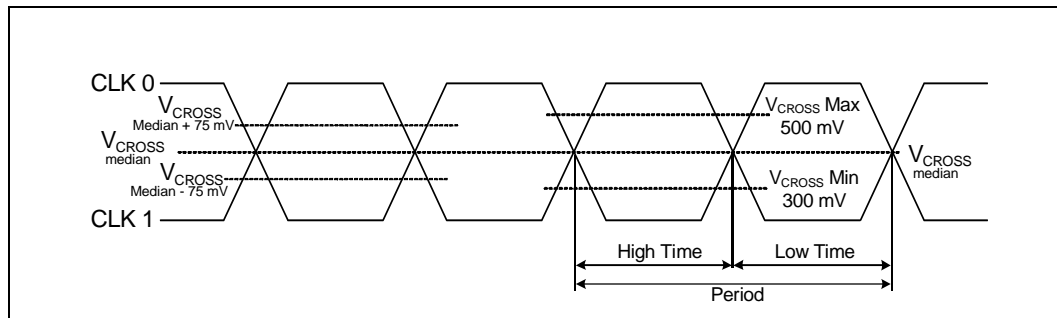 CLK 0
VCROSS
Median + 75 mV
VCROSS
median
VCROSS
Median - 75 mV
CLK 1
VCROSS Max
500 mV
VCROSS
median
VCROSS Min
300 mV
High Time
Low Time
Period